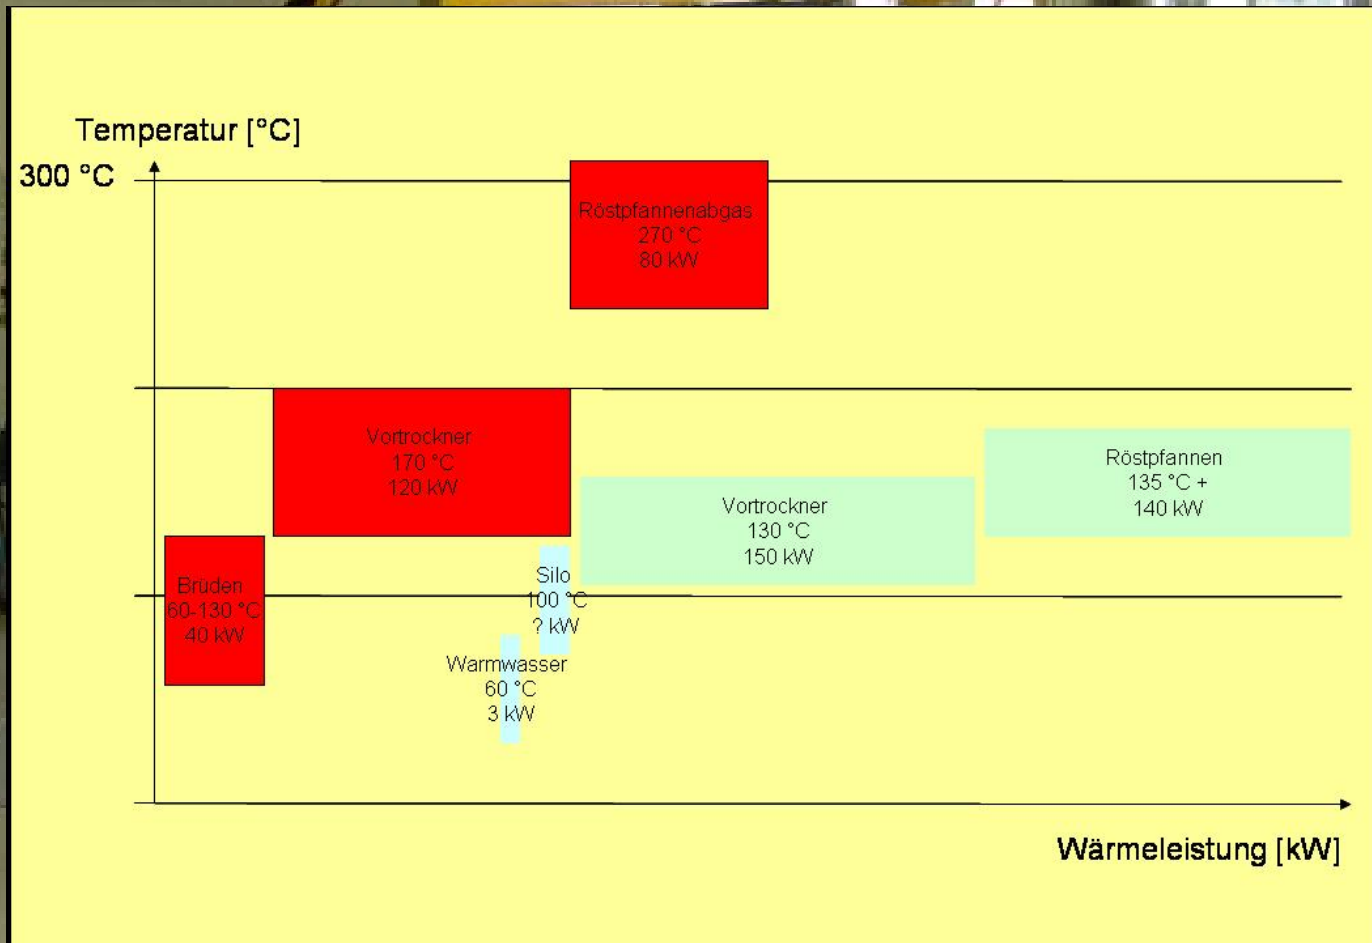 Temperatur [°C]
300 °C
Röstpfannenabgas
270 °C
80 kW
Vortrockner
170 °C
120 kW
Röstpfannen
135 °C +
140 kW
Vortrockner
130 °C
150 kW
Brüden
60-130 °C
40 kW
Silo
100 °C
? kW
Warmwasser
60 °C
3 kW
Wärmeleistung [kW]